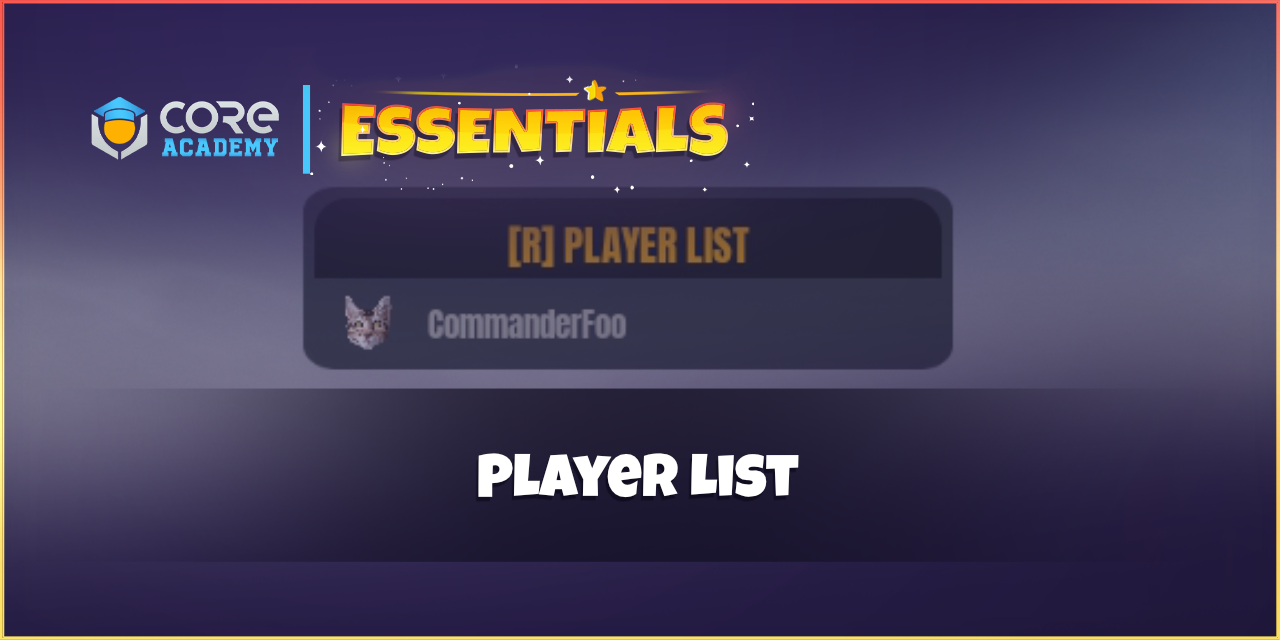 CORE
ACADEMY
ESSENTIALS
[R] PLAYER LIST
CommanderFoo
PLAYER LIST